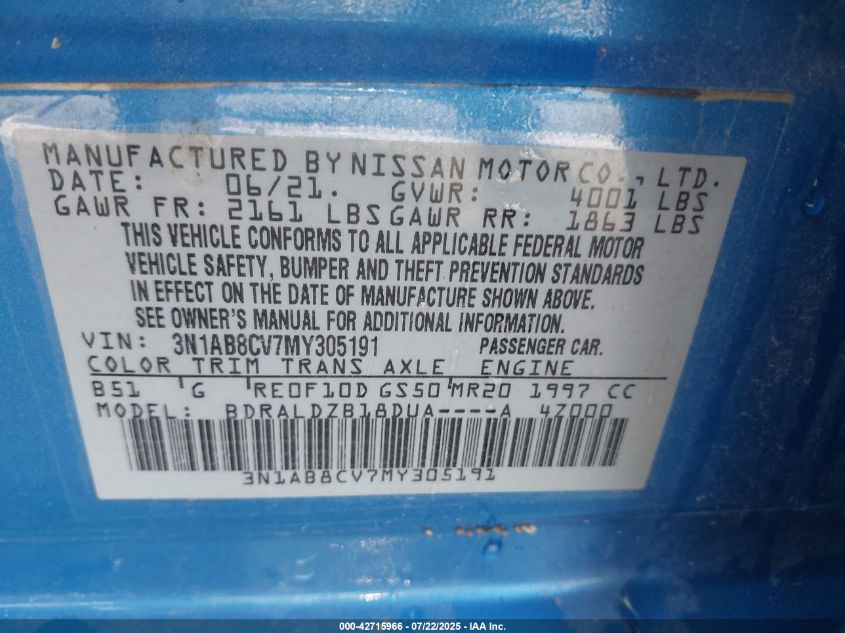 MANUFACTURED BY NISSAN MOTOR CO., LTD.
DATE: 06/21. GVWR: 4001 LBS
GAWR FR: 2161 LBS GAWR RR: 1863 LBS
THIS VEHICLE CONFORMS TO ALL APPLICABLE FEDERAL MOTOR
VEHICLE SAFETY, BUMPER AND THEFT PREVENTION STANDARDS
IN EFFECT ON THE DATE OF MANUFACTURE SHOWN ABOVE.
SEE OWNER'S MANUAL FOR ADDITIONAL INFORMATION.
VIN: 3N1AB8CV7MY305191 PASSENGER CAR.
COLOR TRIM TRANS AXLE ENGINE
B51 'G 'RE0F10D GS50'MR20 1997 CC
MODEL: BDRALDZB18DUA----A 4Z000
3N1AB8CV7MY305191
000-42715966 - 07/22/2025 - IAA Inc.